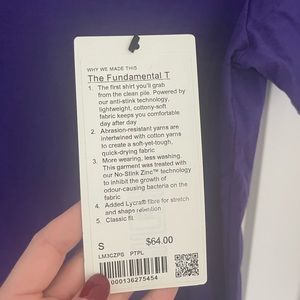 WHY WE MADE THIS
The Fundamental T
1. The first shirt you'll grab
from the clean pile. Powered by
our anti-stink technology,
lightweight, cottony-soft
fabric keeps you comfortable
day after day
2. Abrasion-resistant yarns are
intertwined with cotton yarns
to create a soft-yet-tough,
quick-drying fabric
3. More wearing, less washing.
This garment was treated with
our No-Stink Zinc™ technology
to inhibit the growth of
odour-causing bacteria on the
fabric
4. Added Lycra® fibre for stretch
and shape retention
5. Classic fit
S
$64.00
LM3CZPS PTPL
000136275454